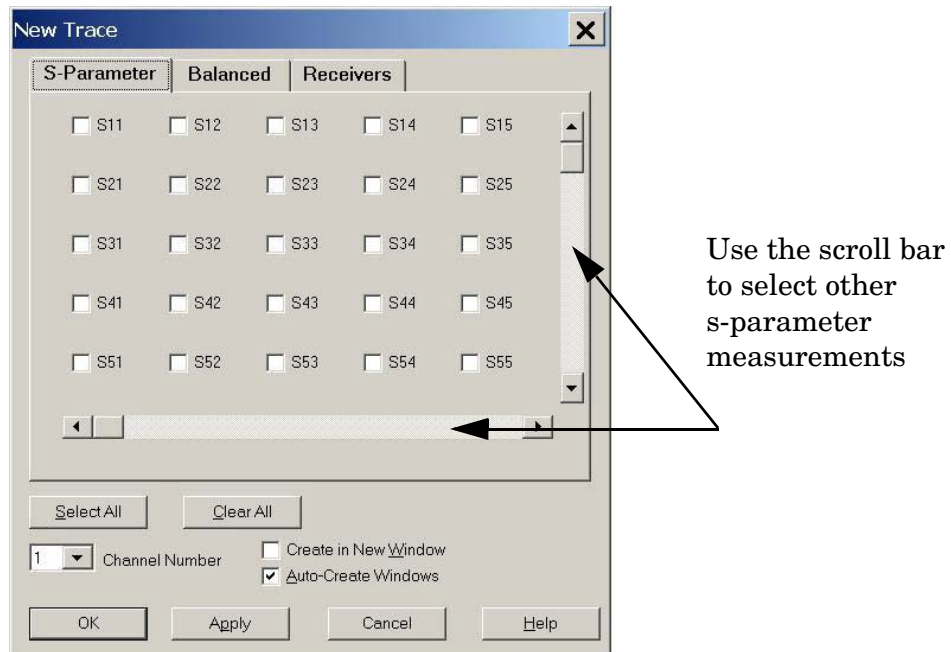 New Trace
S-Parameter Balanced Receivers
S11 S12 S13 S14 S15
S21 S22 S23 S24 S25
S31 S32 S33 S34 S35
S41 S42 S43 S44 S45
S51 S52 S53 S54 S55
Use the scroll bar
to select other
s-parameter
measurements
Select All Clear All
1 Channel Number
Create in New Window
Auto-Create Windows
OK Apply Cancel Help